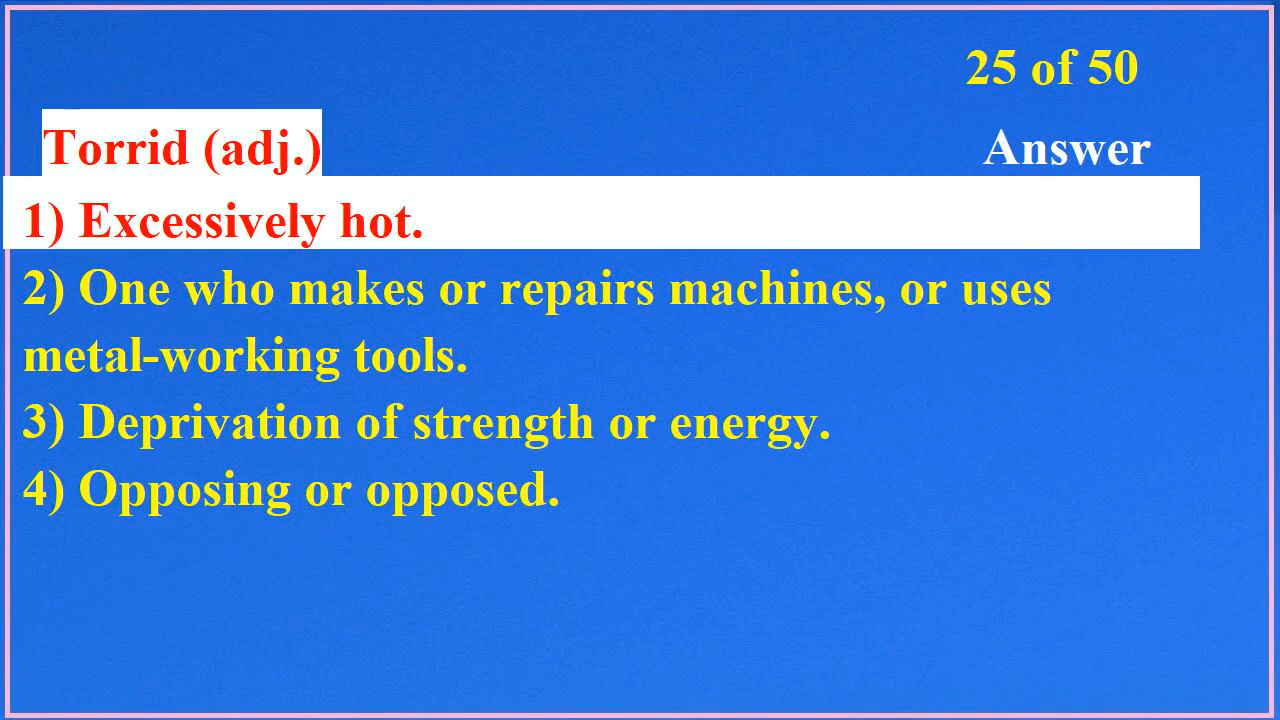 25 of 50
Torrid (adj.)
Answer
1) Excessively hot.
2) One who makes or repairs machines, or uses
metal-working tools.
3) Deprivation of strength or energy.
4) Opposing or opposed.